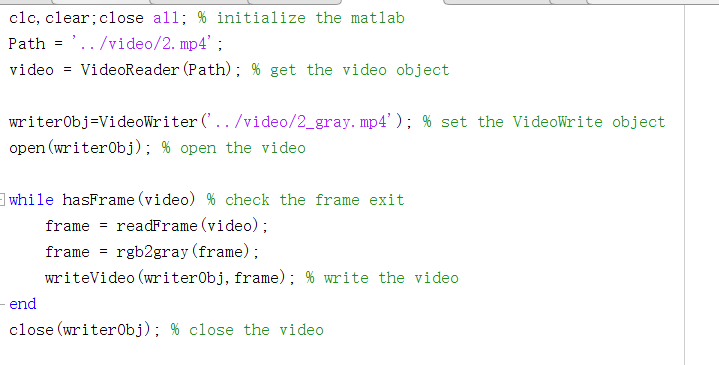 clc,clear;close all; % initialize the matlab
Path = '../video/2.mp4';
video = VideoReader(Path); % get the video object
writerObj=VideoWriter('../video/2_gray.mp4'); % set the VideoWrite object
open(writerObj); % open the video
while hasFrame(video) % check the frame exit
frame = readFrame(video);
frame = rgb2gray(frame);
writeVideo(writerObj,frame); % write the video
end
close(writerObj); % close the video